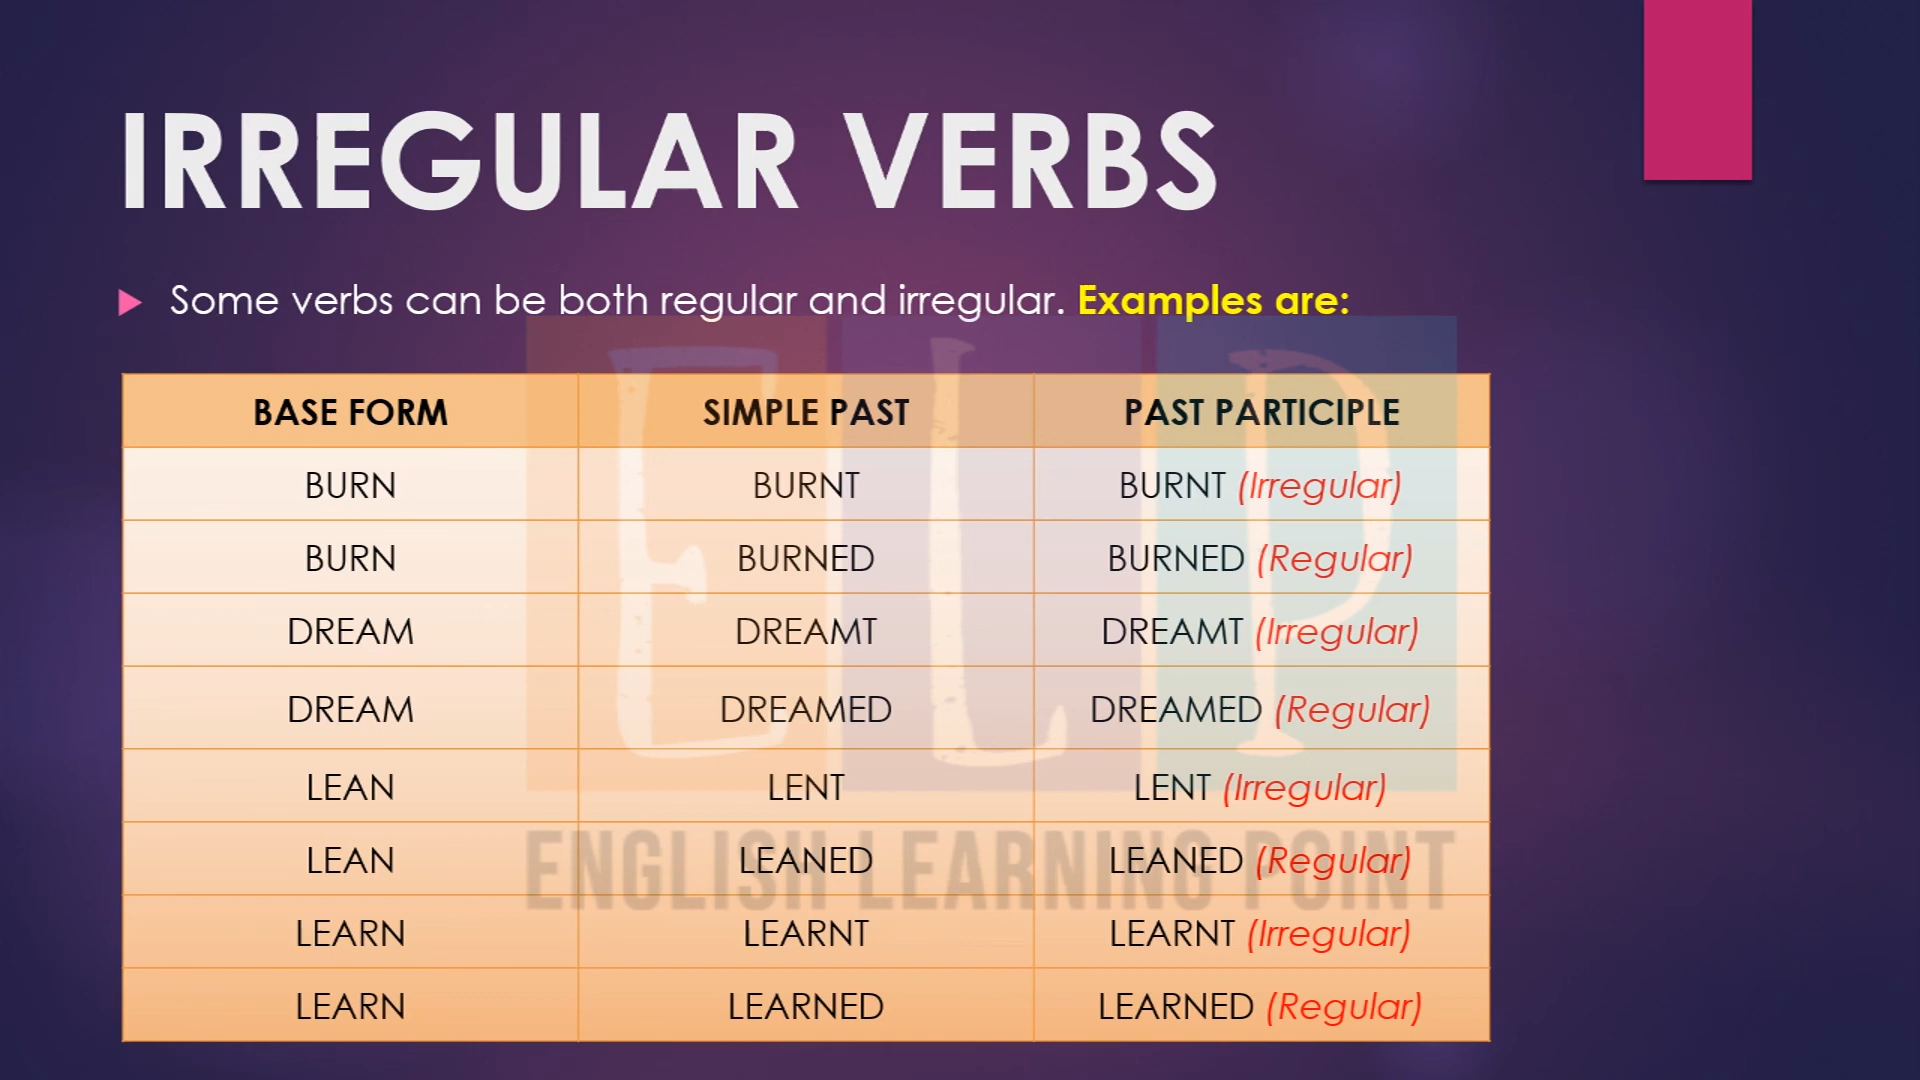 IRREGULAR VERBS
Some verbs can be both regular and irregular. Examples are:
BASE FORM SIMPLE PAST PAST PARTICIPLE
BURN BURNT BURNT (Irregular)
BURN BURNED BURNED (Regular)
DREAM DREAMT DREAMT (Irregular)
DREAM DREAMED DREAMED (Regular)
LEAN LENT LENT (Irregular)
LEAN LEANED LEANED (Regular)
LEARN LEARNT LEARNT (Irregular)
LEARN LEARNED LEARNED (Regular)
ELP
ENGLISH LEARNING POINT